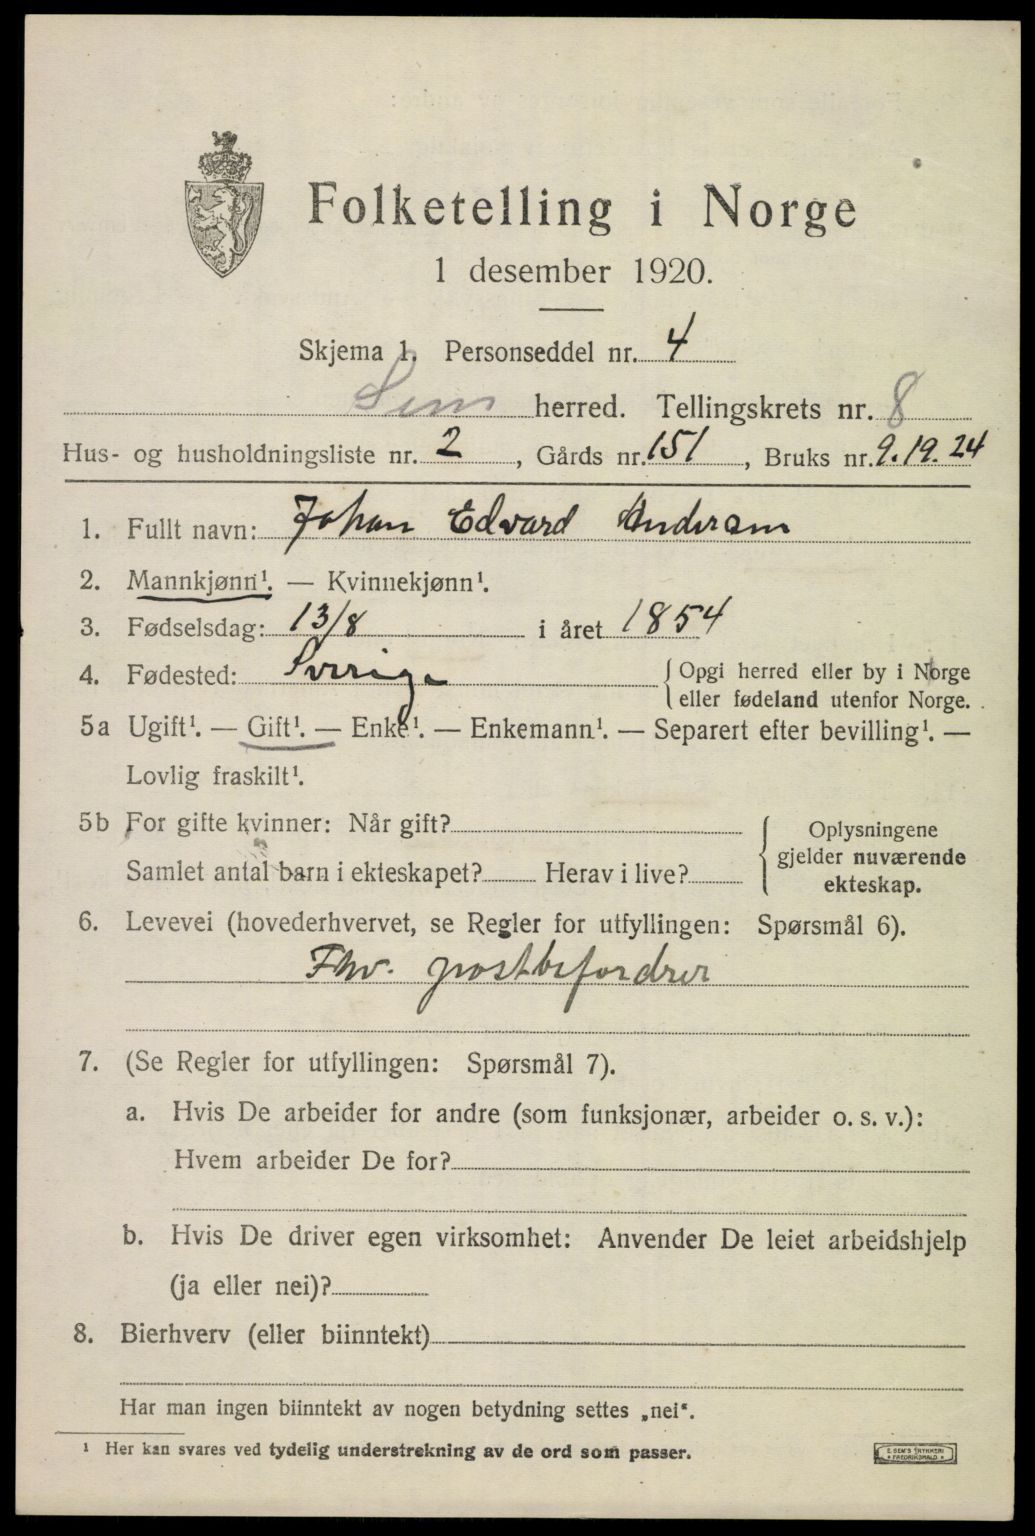 Folketelling i Norge
1 desember 1920.
Skjema 1. Personseddel nr. 4
Sem herred. Tellingskrets nr. 8
Hus- og husholdningsliste nr. 2, Gårds nr. 151, Bruks nr. 9.19.24
1. Fullt navn: Johan Edvard Andersen
2. Mannkjønn¹. — Kvinnekjønn¹.
3. Fødselsdag: 13/8 i året 1854
4. Fødested: Sverige { Opgi herred eller by i Norge
eller fødeland utenfor Norge.
5a Ugift¹. — Gift¹. — Enke¹. — Enkemann¹. — Separert efter bevilling¹. —
Lovlig fraskilt¹.
5b For gifte kvinner: Når gift?
Samlet antal barn i ekteskapet? Herav i live?
Oplysningene
gjelder nuværende
ekteskap.
6. Levevei (hovederhvervet, se Regler for utfyllingen: Spørsmål 6).
Fhv. postbefordrer
7. (Se Regler for utfyllingen: Spørsmål 7).
a. Hvis De arbeider for andre (som funksjonær, arbeider o. s. v.):
Hvem arbeider De for?
b. Hvis De driver egen virksomhet: Anvender De leiet arbeidshjelp
(ja eller nei)?
8. Bierhverv (eller biinntekt)
Har man ingen biinntekt av nogen betydning settes „nei“.
¹ Her kan svares ved tydelig understrekning av de ord som passer.
E. SEM'S TRYKKERI
FREDRIKSHALD